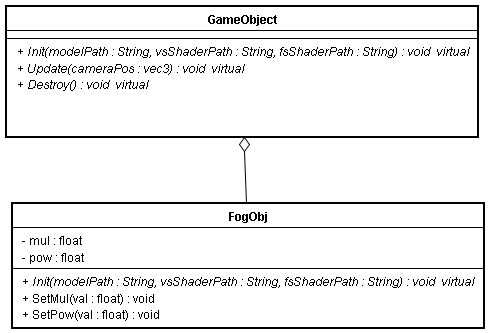 GameObject
+ Init(modelPath : String, vsShaderPath : String, fsShaderPath : String) : void virtual
+ Update(cameraPos : vec3) : void virtual
+ Destroy() : void virtual
FogObj
- mul : float
- pow : float
+ Init(modelPath : String, vsShaderPath : String, fsShaderPath : String) : void virtual
+ SetMul(val : float) : void
+ SetPow(val : float) : void